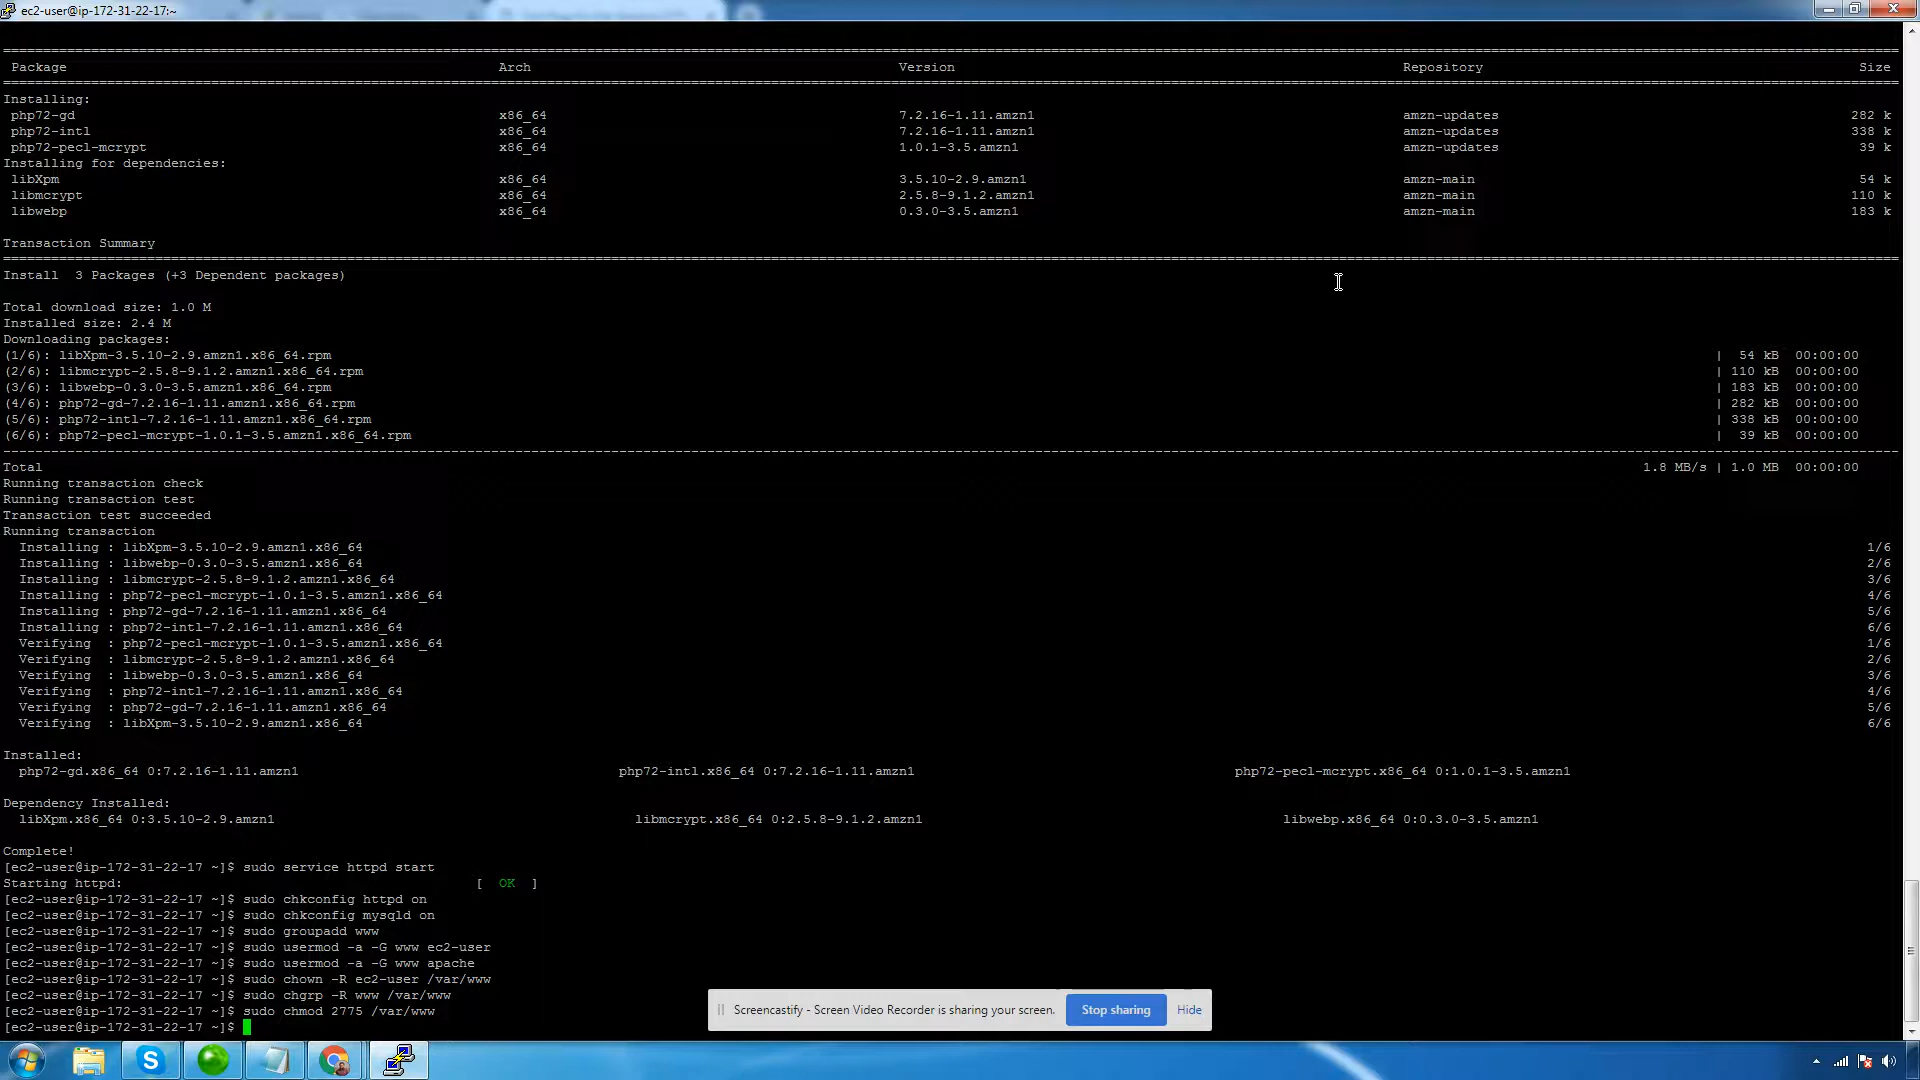 ec2-user@ip-172-31-22-17:~
Package Arch Version Repository Size
Installing:
php72-gd x86_64 7.2.16-1.11.amzn1 amzn-updates 282 k
php72-intl x86_64 7.2.16-1.11.amzn1 amzn-updates 338 k
php72-pecl-mcrypt x86_64 1.0.1-3.5.amzn1 amzn-updates 39 k
Installing for dependencies:
libXpm x86_64 3.5.10-2.9.amzn1 amzn-main 54 k
libmcrypt x86_64 2.5.8-9.1.2.amzn1 amzn-main 110 k
libwebp x86_64 0.3.0-3.5.amzn1 amzn-main 183 k
Transaction Summary
Install 3 Packages (+3 Dependent packages)
Total download size: 1.0 M
Installed size: 2.4 M
Downloading packages:
(1/6): libXpm-3.5.10-2.9.amzn1.x86_64.rpm | 54 kB 00:00:00
(2/6): libmcrypt-2.5.8-9.1.2.amzn1.x86_64.rpm | 110 kB 00:00:00
(3/6): libwebp-0.3.0-3.5.amzn1.x86_64.rpm | 183 kB 00:00:00
(4/6): php72-gd-7.2.16-1.11.amzn1.x86_64.rpm | 282 kB 00:00:00
(5/6): php72-intl-7.2.16-1.11.amzn1.x86_64.rpm | 338 kB 00:00:00
(6/6): php72-pecl-mcrypt-1.0.1-3.5.amzn1.x86_64.rpm | 39 kB 00:00:00
Total 1.8 MB/s | 1.0 MB 00:00:00
Running transaction check
Running transaction test
Transaction test succeeded
Running transaction
Installing : libXpm-3.5.10-2.9.amzn1.x86_64 1/6
Installing : libwebp-0.3.0-3.5.amzn1.x86_64 2/6
Installing : libmcrypt-2.5.8-9.1.2.amzn1.x86_64 3/6
Installing : php72-pecl-mcrypt-1.0.1-3.5.amzn1.x86_64 4/6
Installing : php72-gd-7.2.16-1.11.amzn1.x86_64 5/6
Installing : php72-intl-7.2.16-1.11.amzn1.x86_64 6/6
Verifying : php72-pecl-mcrypt-1.0.1-3.5.amzn1.x86_64 1/6
Verifying : libmcrypt-2.5.8-9.1.2.amzn1.x86_64 2/6
Verifying : libwebp-0.3.0-3.5.amzn1.x86_64 3/6
Verifying : php72-intl-7.2.16-1.11.amzn1.x86_64 4/6
Verifying : php72-gd-7.2.16-1.11.amzn1.x86_64 5/6
Verifying : libXpm-3.5.10-2.9.amzn1.x86_64 6/6
Installed:
php72-gd.x86_64 0:7.2.16-1.11.amzn1 php72-intl.x86_64 0:7.2.16-1.11.amzn1 php72-pecl-mcrypt.x86_64 0:1.0.1-3.5.amzn1
Dependency Installed:
libXpm.x86_64 0:3.5.10-2.9.amzn1 libmcrypt.x86_64 0:2.5.8-9.1.2.amzn1 libwebp.x86_64 0:0.3.0-3.5.amzn1
Complete!
[ec2-user@ip-172-31-22-17 ~]$ sudo service httpd start
Starting httpd: [ OK ]
[ec2-user@ip-172-31-22-17 ~]$ sudo chkconfig httpd on
[ec2-user@ip-172-31-22-17 ~]$ sudo chkconfig mysqld on
[ec2-user@ip-172-31-22-17 ~]$ sudo groupadd www
[ec2-user@ip-172-31-22-17 ~]$ sudo usermod -a -G www ec2-user
[ec2-user@ip-172-31-22-17 ~]$ sudo usermod -a -G www apache
[ec2-user@ip-172-31-22-17 ~]$ sudo chown -R ec2-user /var/www
[ec2-user@ip-172-31-22-17 ~]$ sudo chgrp -R www /var/www
[ec2-user@ip-172-31-22-17 ~]$ sudo chmod 2775 /var/www
[ec2-user@ip-172-31-22-17 ~]$
Screencastify - Screen Video Recorder is sharing your screen. Stop sharing Hide